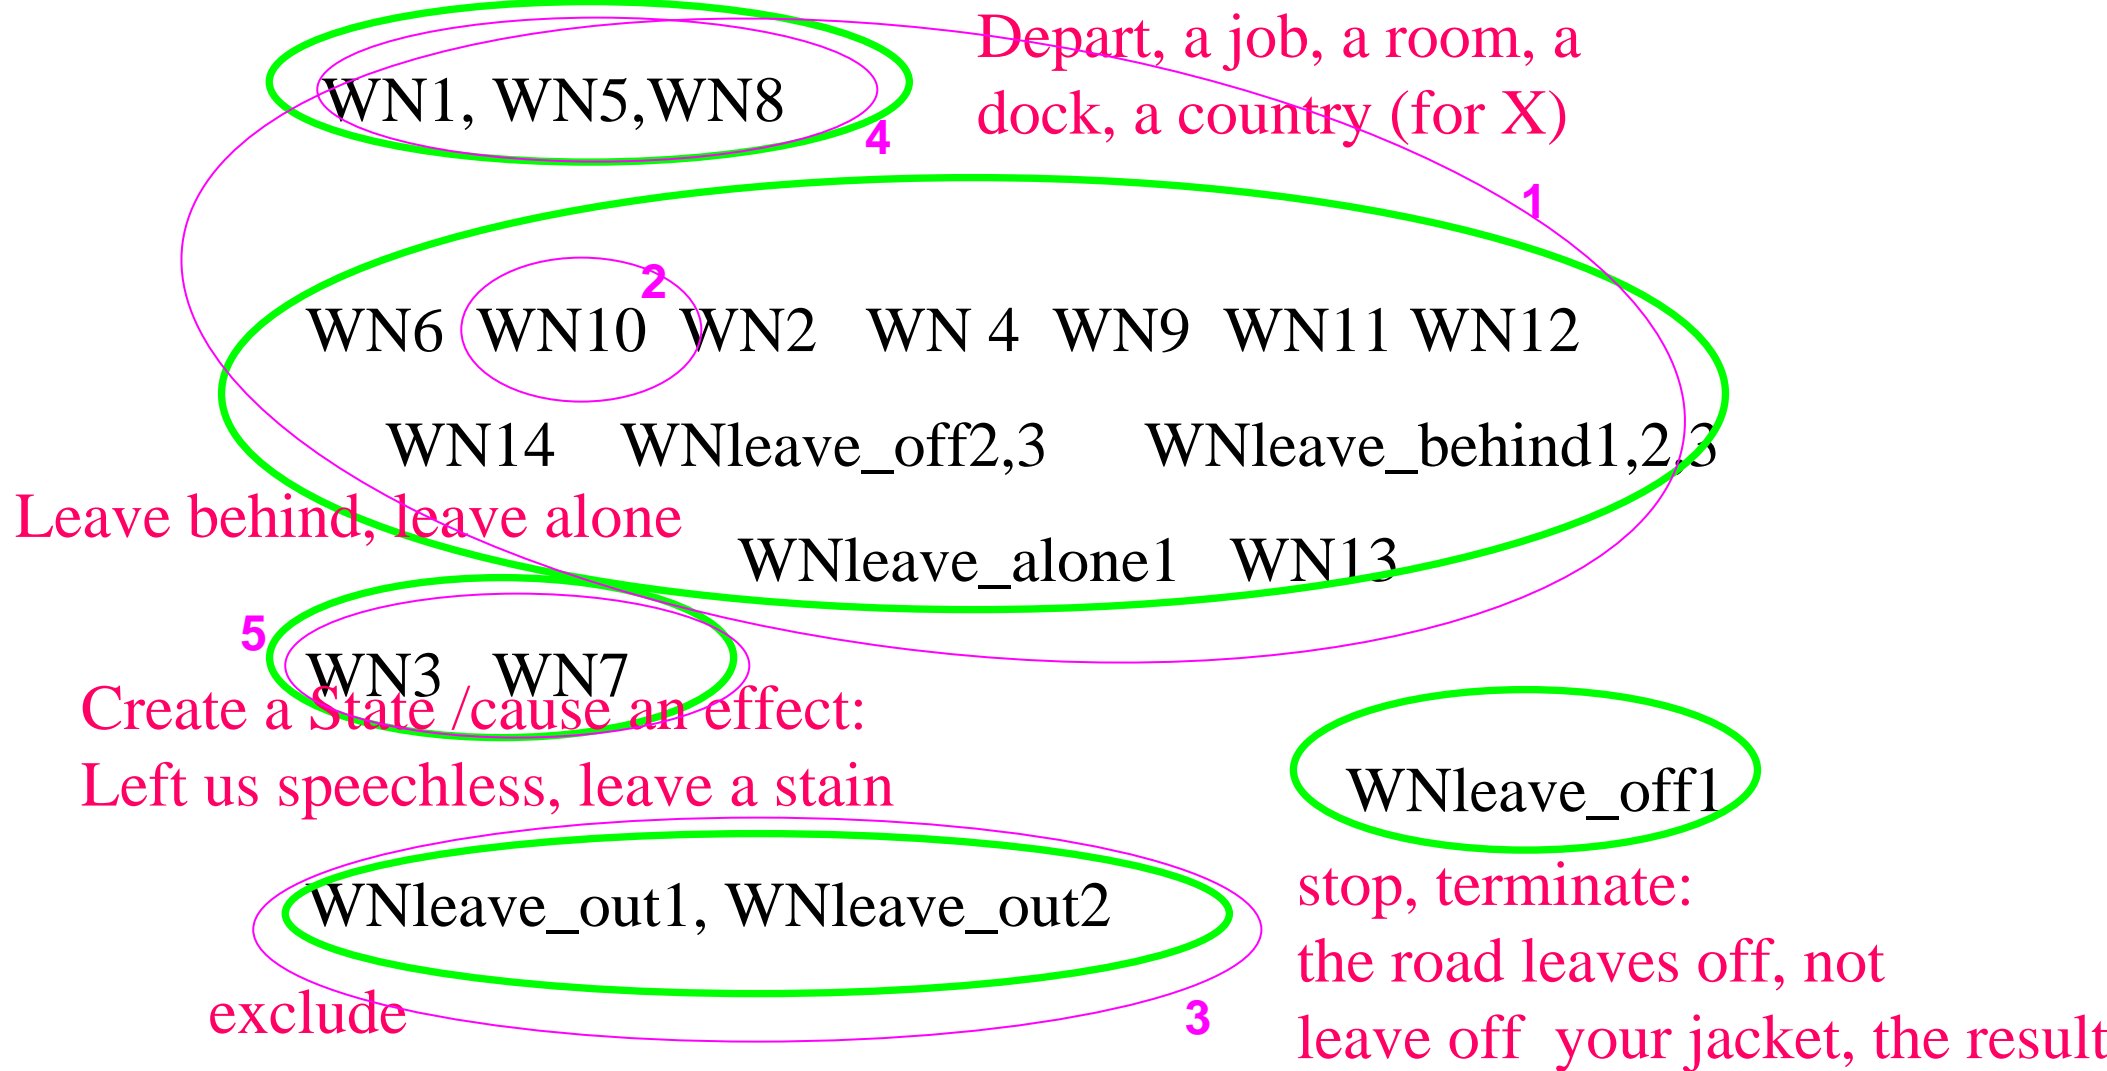 Depart, a job, a room, a
dock, a country (for X)
WN1, WN5,WN8
4
1
2
WN6 WN10 WN2 WN 4 WN9 WN11 WN12
WN14 WNleave_off2,3 WNleave_behind1,2,3
Leave behind, leave alone
WNleave_alone1 WN13
5
WN3 WN7
Create a State /cause an effect:
Left us speechless, leave a stain
WNleave_off1
stop, terminate:
the road leaves off, not
leave off your jacket, the result
WNleave_out1, WNleave_out2
exclude
3